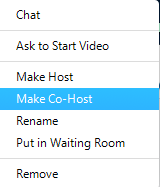 Chat
Ask to Start Video
Make Host
Make Co-Host
Rename
Put in Waiting Room
Remove